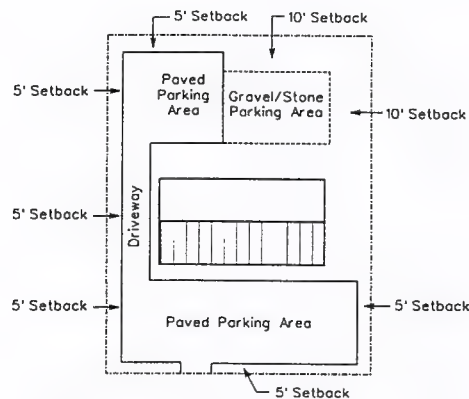 5' Setback
10' Setback
5' Setback
Paved
Parking
Area
Gravel/Stone
Parking Area
10' Setback
5' Setback
Driveway
5' Setback
Paved Parking Area
5' Setback
5' Setback